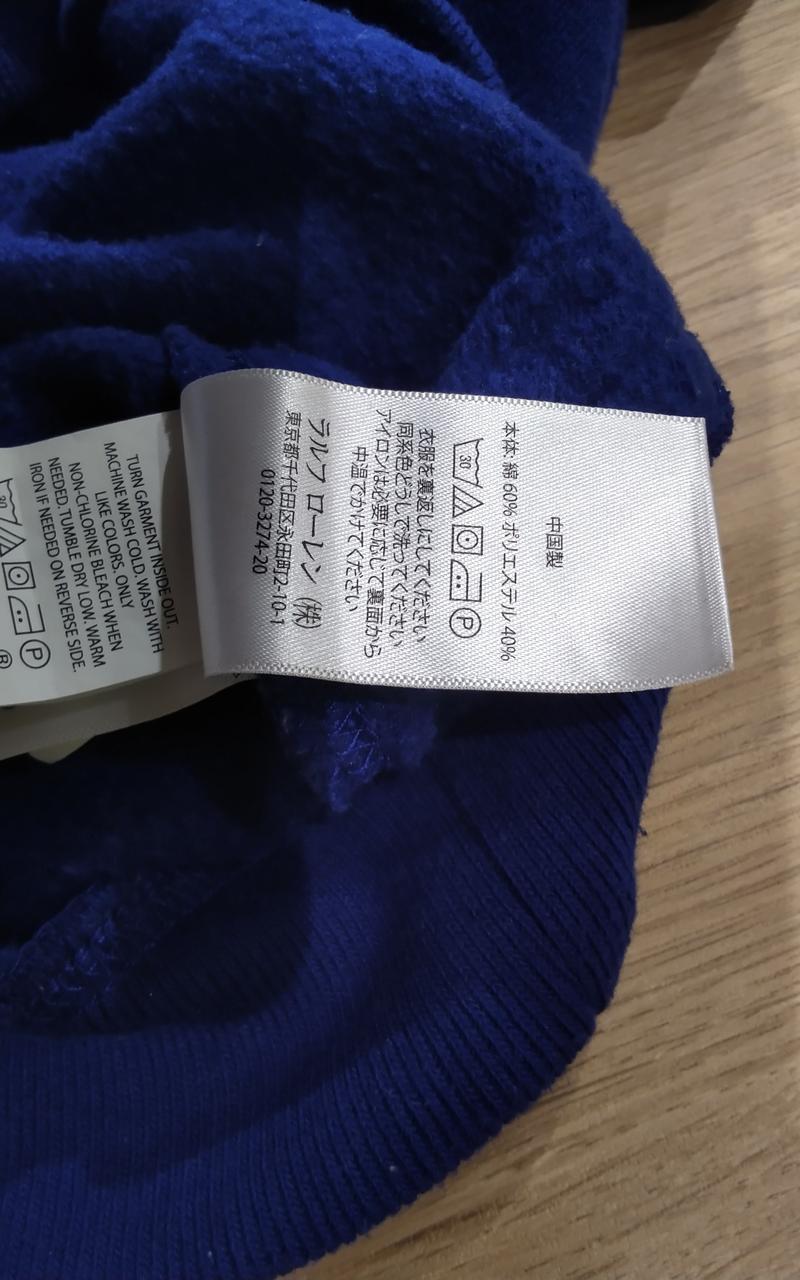 中国製
本体: 綿 60% ポリエステル 40%
30 P
衣服を裏返しにしてください
同系色どうしで洗ってください
アイロンは必要に応じて裏面から
中温でかけてください
ラルフ ローレン (株)
東京都千代田区永田町2-10-1
0120-3274-20
TURN GARMENT INSIDE OUT.
MACHINE WASH COLD. WASH WITH
LIKE COLORS. ONLY
NON-CHLORINE BLEACH WHEN
NEEDED. TUMBLE DRY LOW. WARM
IRON IF NEEDED ON REVERSE SIDE.
30 P
®